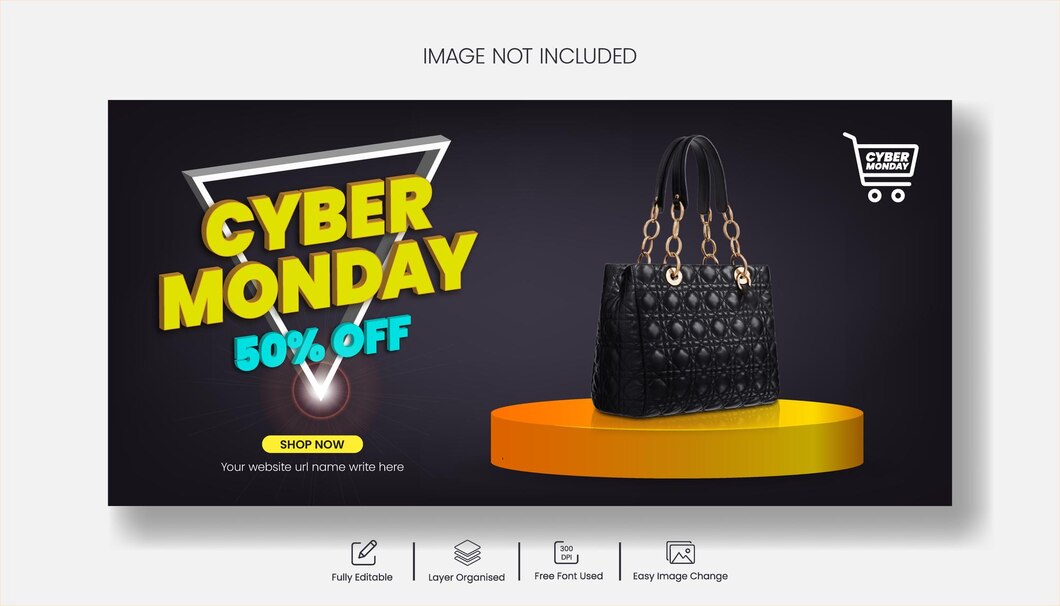 IMAGE NOT INCLUDED
CYBER
MONDAY
50% OFF
SHOP NOW
Your website url name write here
CYBER
MONDAY
Fully Editable
Layer Organised
300
DPI
Free Font Used
Easy Image Change